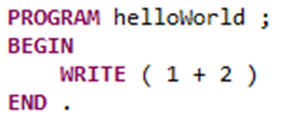 PROGRAM helloWorld ;
BEGIN
    WRITE ( 1 + 2 )
END .